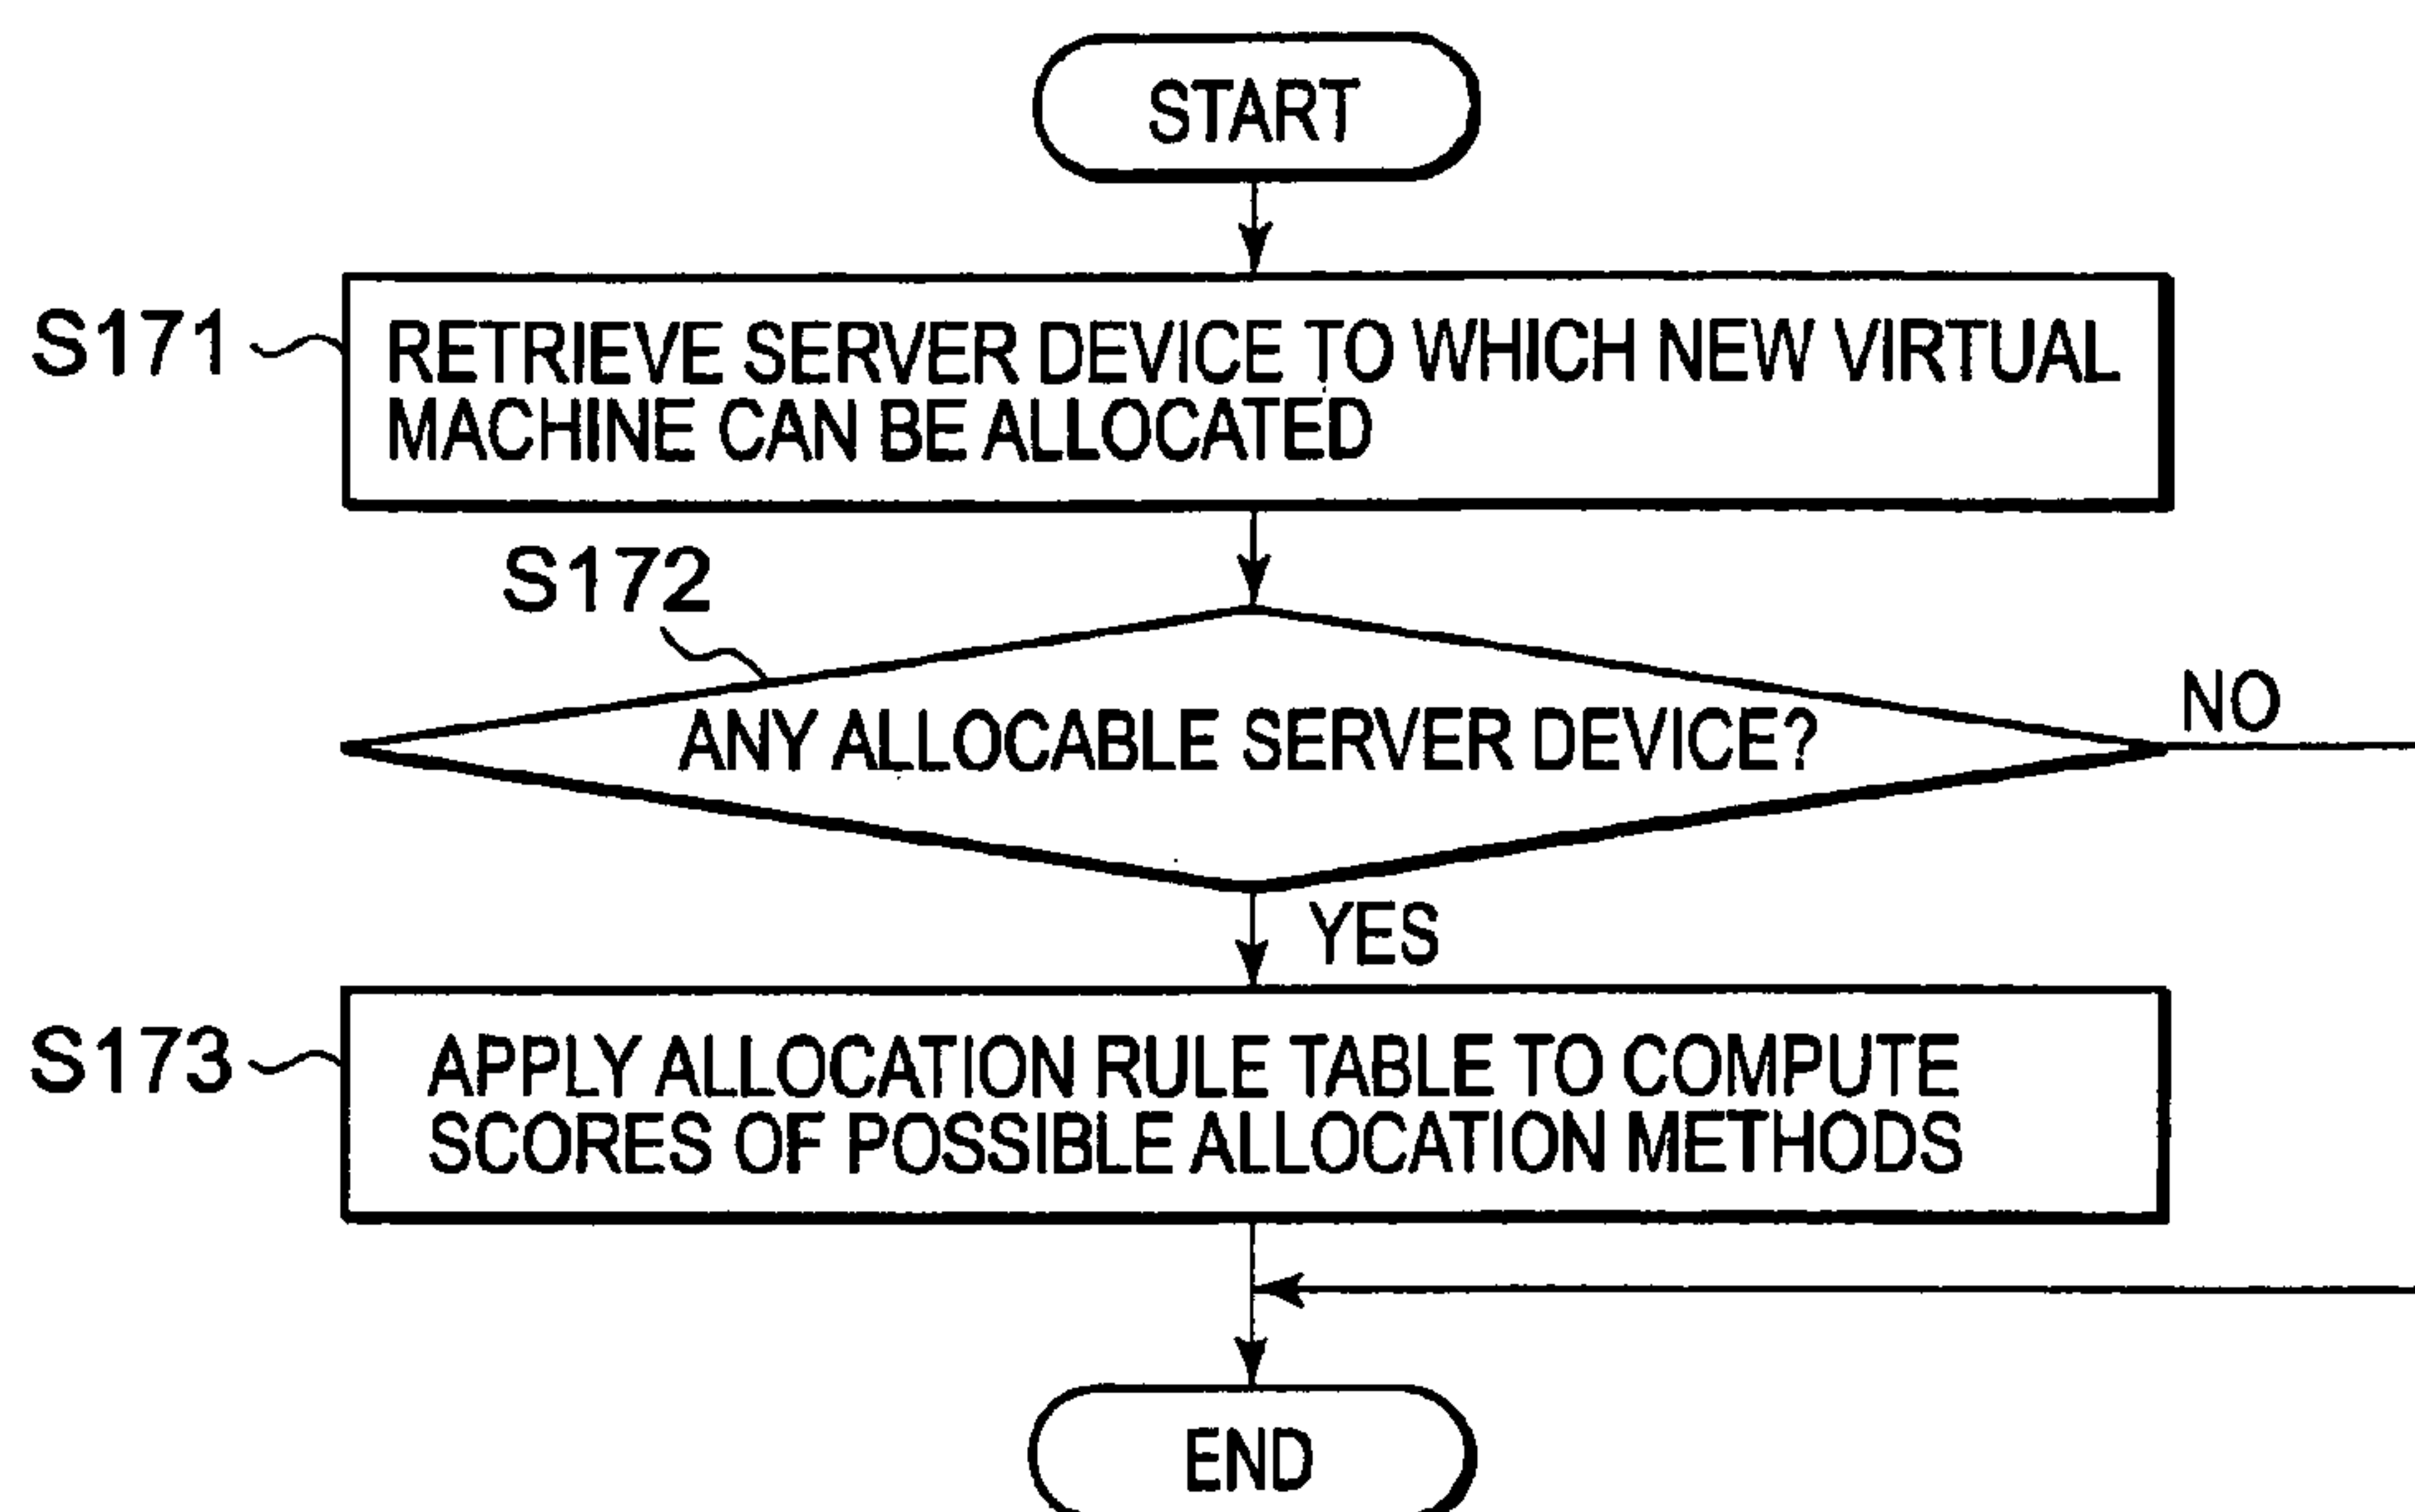 START
S171
RETRIEVE SERVER DEVICE TO WHICH NEW VIRTUAL
MACHINE CAN BE ALLOCATED
S172
ANY ALLOCABLE SERVER DEVICE?
NO
YES
S173
APPLY ALLOCATION RULE TABLE TO COMPUTE
SCORES OF POSSIBLE ALLOCATION METHODS
END